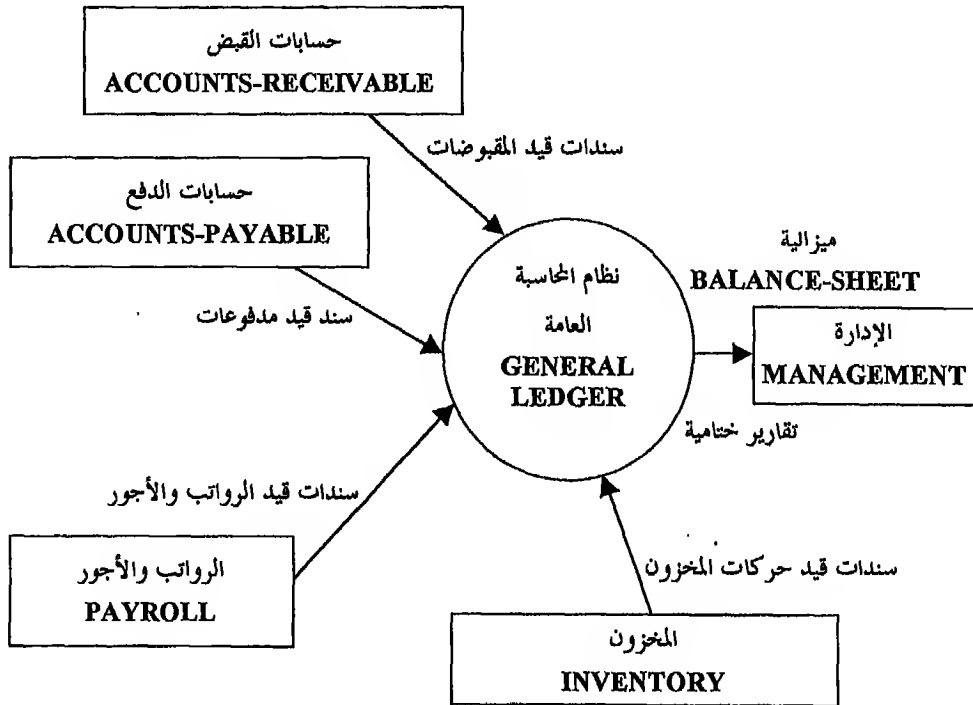 حسابات القبض
ACCOUNTS-RECEIVABLE
سندات قيد المقبوضات
حسابات الدفع
ACCOUNTS-PAYABLE
سند قيد مدفوعات
نظام المحاسبة
العامة
GENERAL
LEDGER
ميزالية
BALANCE-SHEET
الإدارة
MANAGEMENT
تقارير ختامية
سندات قيد الرواتب والأجور
الرواتب والأجور
PAYROLL
سندات قيد حركات المخزون
المخزون
INVENTORY